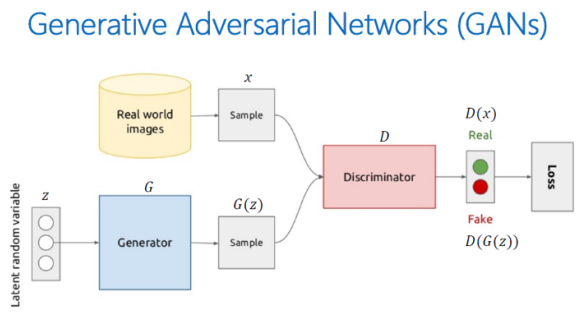 Generative Adversarial Networks (GANs)
x
Real world
images
Sample
D(x)
Real
D
Discriminator
Loss
Fake
D(G(z))
Latent random variable
z
G
Generator
G(z)
Sample